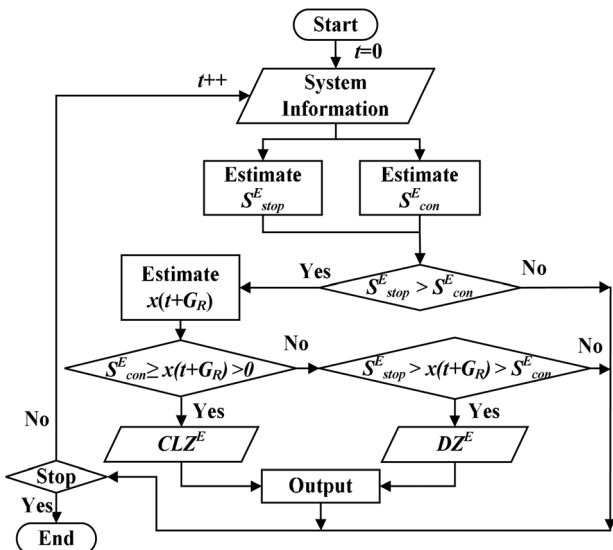 Start
t=0
t++
System
Information
Estimate
S^E_stop
Estimate
S^E_con
Estimate
x(t+G_R)
Yes
S^E_stop > S^E_con
No
S^E_con ≥ x(t+G_R) >0
No
S^E_stop > x(t+G_R) > S^E_con
No
No
Yes
Yes
CLZ^E
DZ^E
Stop
Output
Yes
End